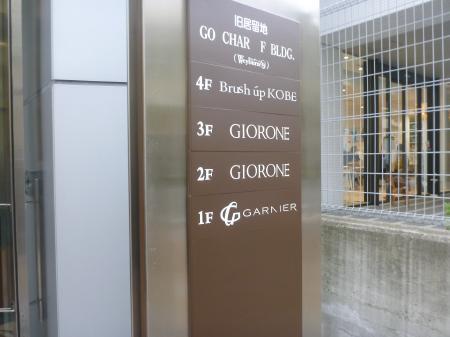 旧居留地
GO CHAR F BLDG.
4F Brush up KOBE
3F GIORONE
2F GIORONE
1F GARNIER